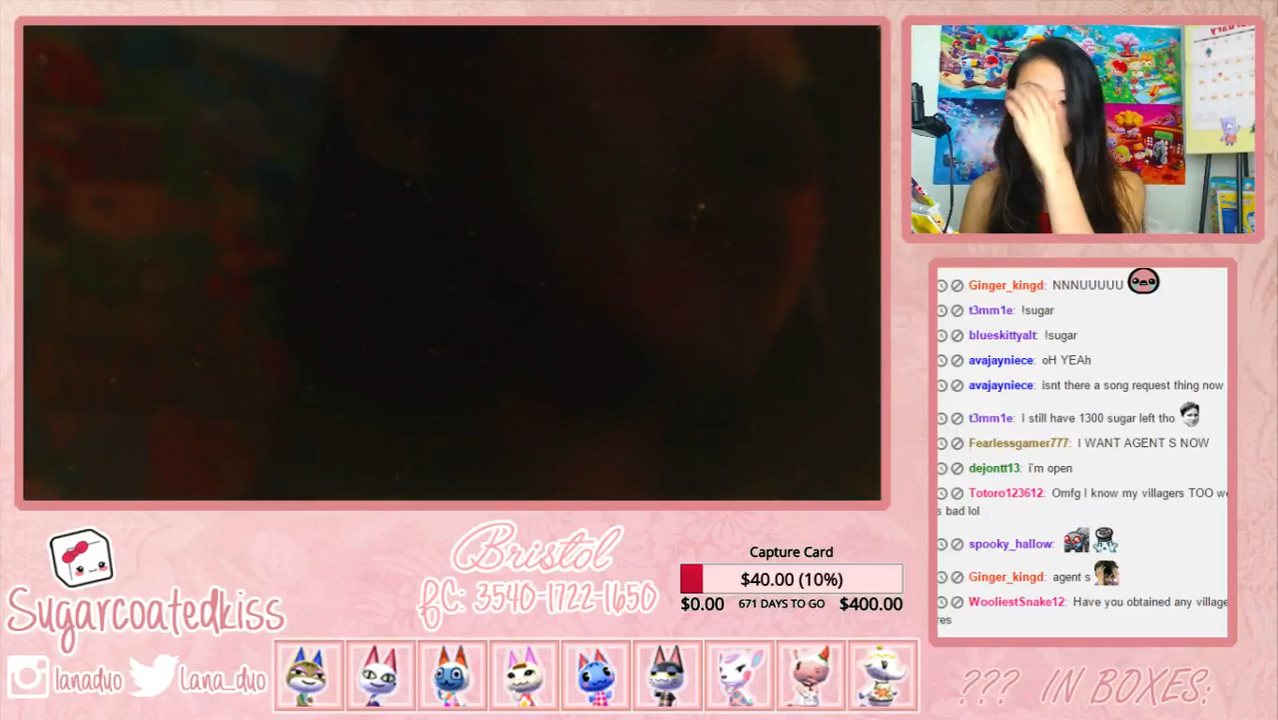 Ginger_kingd: NNNUUUUU
t3mm1e: !sugar
blueskittyalt: !sugar
avajayniece: oH YEAh
avajayniece: isnt there a song request thing now
t3mm1e: I still have 1300 sugar left tho
Fearlessgamer777: I WANT AGENT S NOW
dejontt13: i'm open
Totoro123612: Omfg I know my villagers TOO we
s bad lol
spooky_hallow:
Ginger_kingd: agent s
WooliestSnake12: Have you obtained any village
res
Sugarcoatedkiss
lanaduo
Lana_duo
Bristol
fC: 3540-1722-1650
Capture Card
$40.00 (10%)
$0.00 671 DAYS TO GO $400.00
??? IN BOXES: